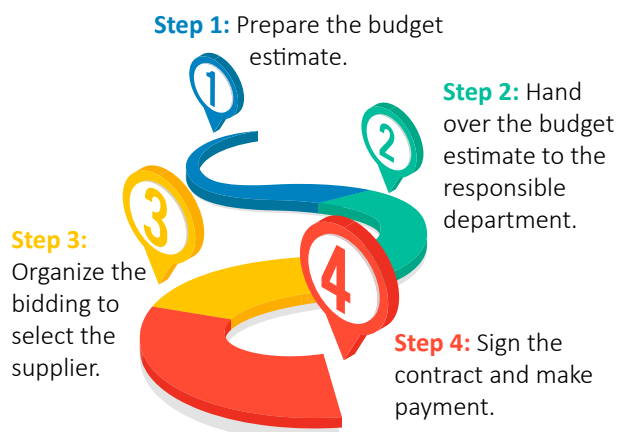 Step 1: Prepare the budget
estimate.
1
Step 2: Hand
over the budget
estimate to the
responsible
department.
2
3
Step 3:
Organize the
bidding to
select the
supplier.
4
Step 4: Sign the
contract and make
payment.